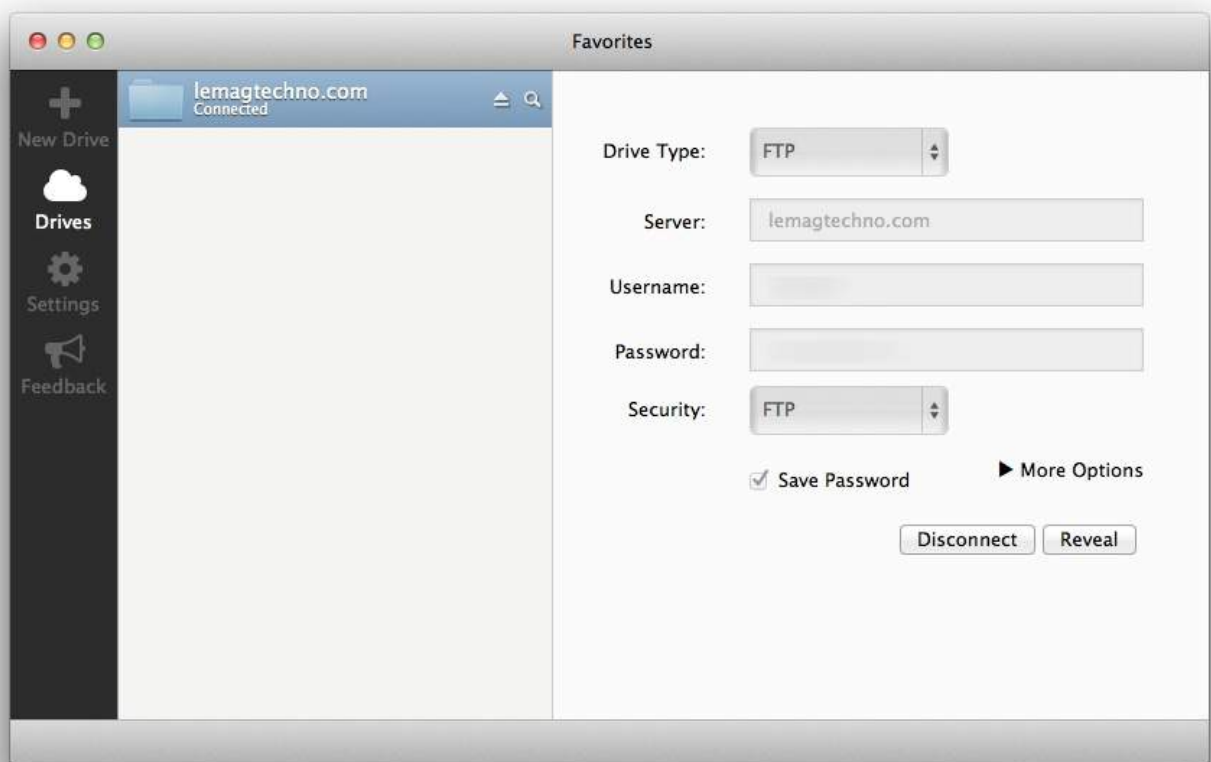 Favorites
New Drive
Drives
Settings
Feedback
lemagtechno.com
Connected
Drive Type: FTP
Server: lemagtechno.com
Username:
Password:
Security: FTP
Save Password
More Options
Disconnect Reveal